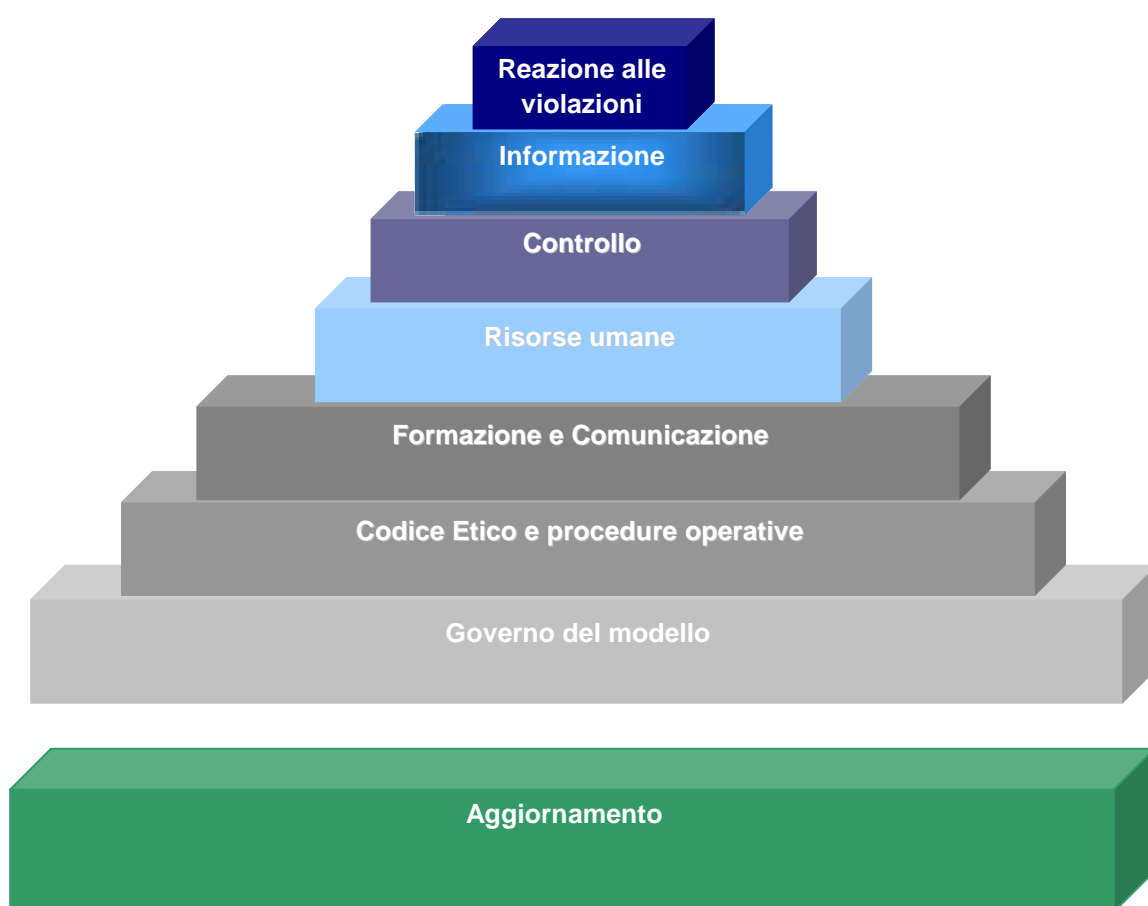 Reazione alle
violazioni
Informazione
Controllo
Risorse umane
Formazione e Comunicazione
Codice Etico e procedure operative
Governo del modello
Aggiornamento